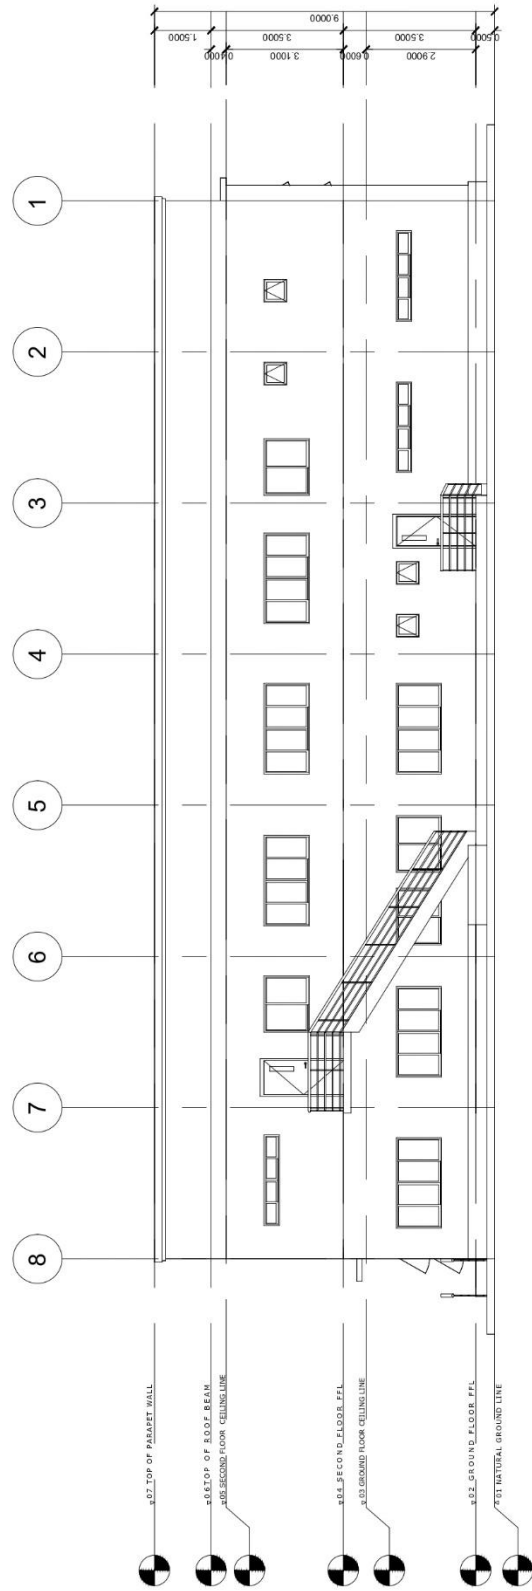 1
2
3
4
5
6
7
8
9.0000
1.5000
3.5000
3.5000
0.5000
3.1000
0.6000
2.9000
07 TOP OF PARAPET WALL
06 TOP OF ROOF BEAM
05 SECOND FLOOR CEILING LINE
04 SECOND FLOOR FFL
03 GROUND FLOOR CEILING LINE
02 GROUND FLOOR FFL
01 NATURAL GROUND LINE